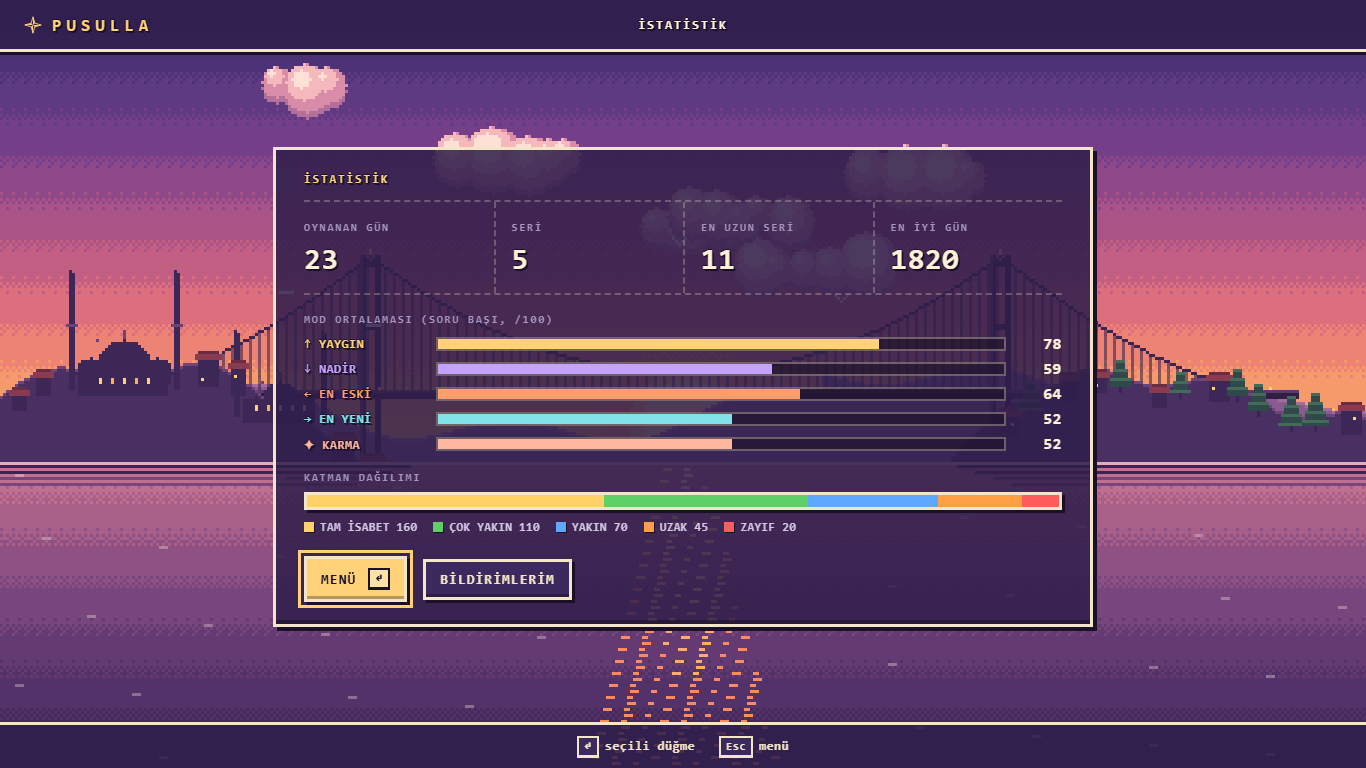 PUSULLA
İSTATİSTİK
İSTATİSTİK
OYNANAN GÜN SERİ EN UZUN SERİ EN İYİ GÜN
23 5 11 1820
MOD ORTALAMASI (SORU BAŞI, /100)
↑ YAYGIN 78
↓ NADİR 59
← EN ESKİ 64
→ EN YENİ 52
✦ KARMA 52
KATMAN DAĞILIMI
TAM İSABET 160 ÇOK YAKIN 110 YAKIN 70 UZAK 45 ZAYIF 20
MENÜ ↵ BİLDİRİMLERİM
↵ seçili düğme Esc menü